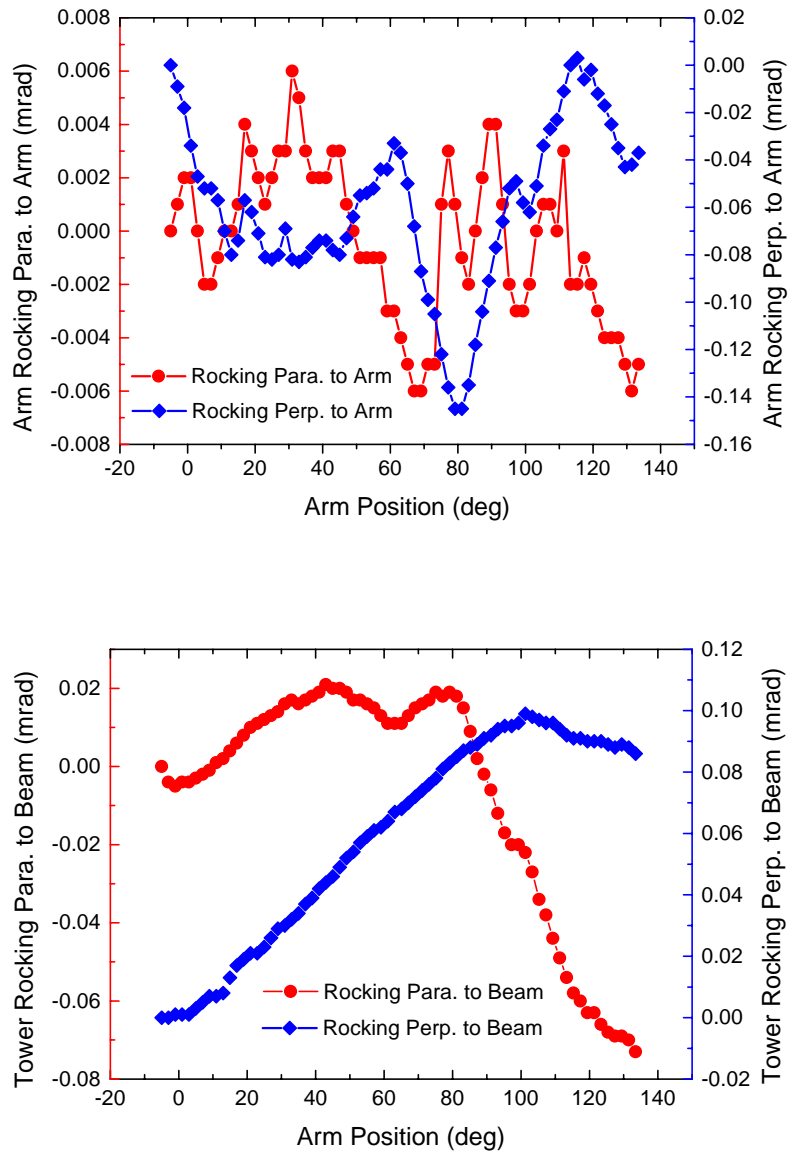 0.008
0.006
0.004
0.002
0.000
-0.002
-0.004
-0.006
-0.008
Arm Rocking Para. to Arm (mrad)
0.02
0.00
-0.02
-0.04
-0.06
-0.08
-0.10
-0.12
-0.14
-0.16
Arm Rocking Perp. to Arm (mrad)
Rocking Para. to Arm
Rocking Perp. to Arm
-20 0 20 40 60 80 100 120 140
Arm Position (deg)
0.02
0.00
-0.02
-0.04
-0.06
-0.08
Tower Rocking Para. to Beam (mrad)
0.12
0.10
0.08
0.06
0.04
0.02
0.00
-0.02
Tower Rocking Perp. to Beam (mrad)
Rocking Para. to Beam
Rocking Perp. to Beam
-20 0 20 40 60 80 100 120 140
Arm Position (deg)